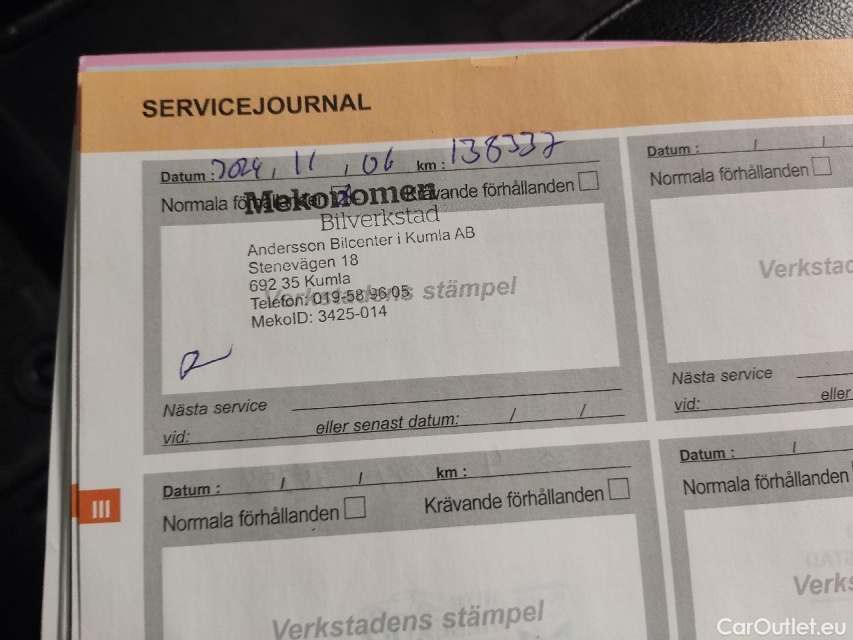 SERVICEJOURNAL
Datum : 2024, 11, 06 km : 138337
Normala Krävande förhållanden
Mekonomen
Bilverkstad
Andersson Bilcenter i Kumla AB
Stenevägen 18
692 35 Kumla
Telefon: 019-58 96 05
MekoID: 3425-014
Verkstadens stämpel
Nästa service
vid: eller senast datum: / /
Datum : / /
Normala förhållanden
Verkstad
Nästa service
vid: eller
III
Datum : / / km :
Normala förhållanden Krävande förhållanden
Verkstadens stämpel
Datum : /
Normala förhållanden
Verks
CarOutlet.eu